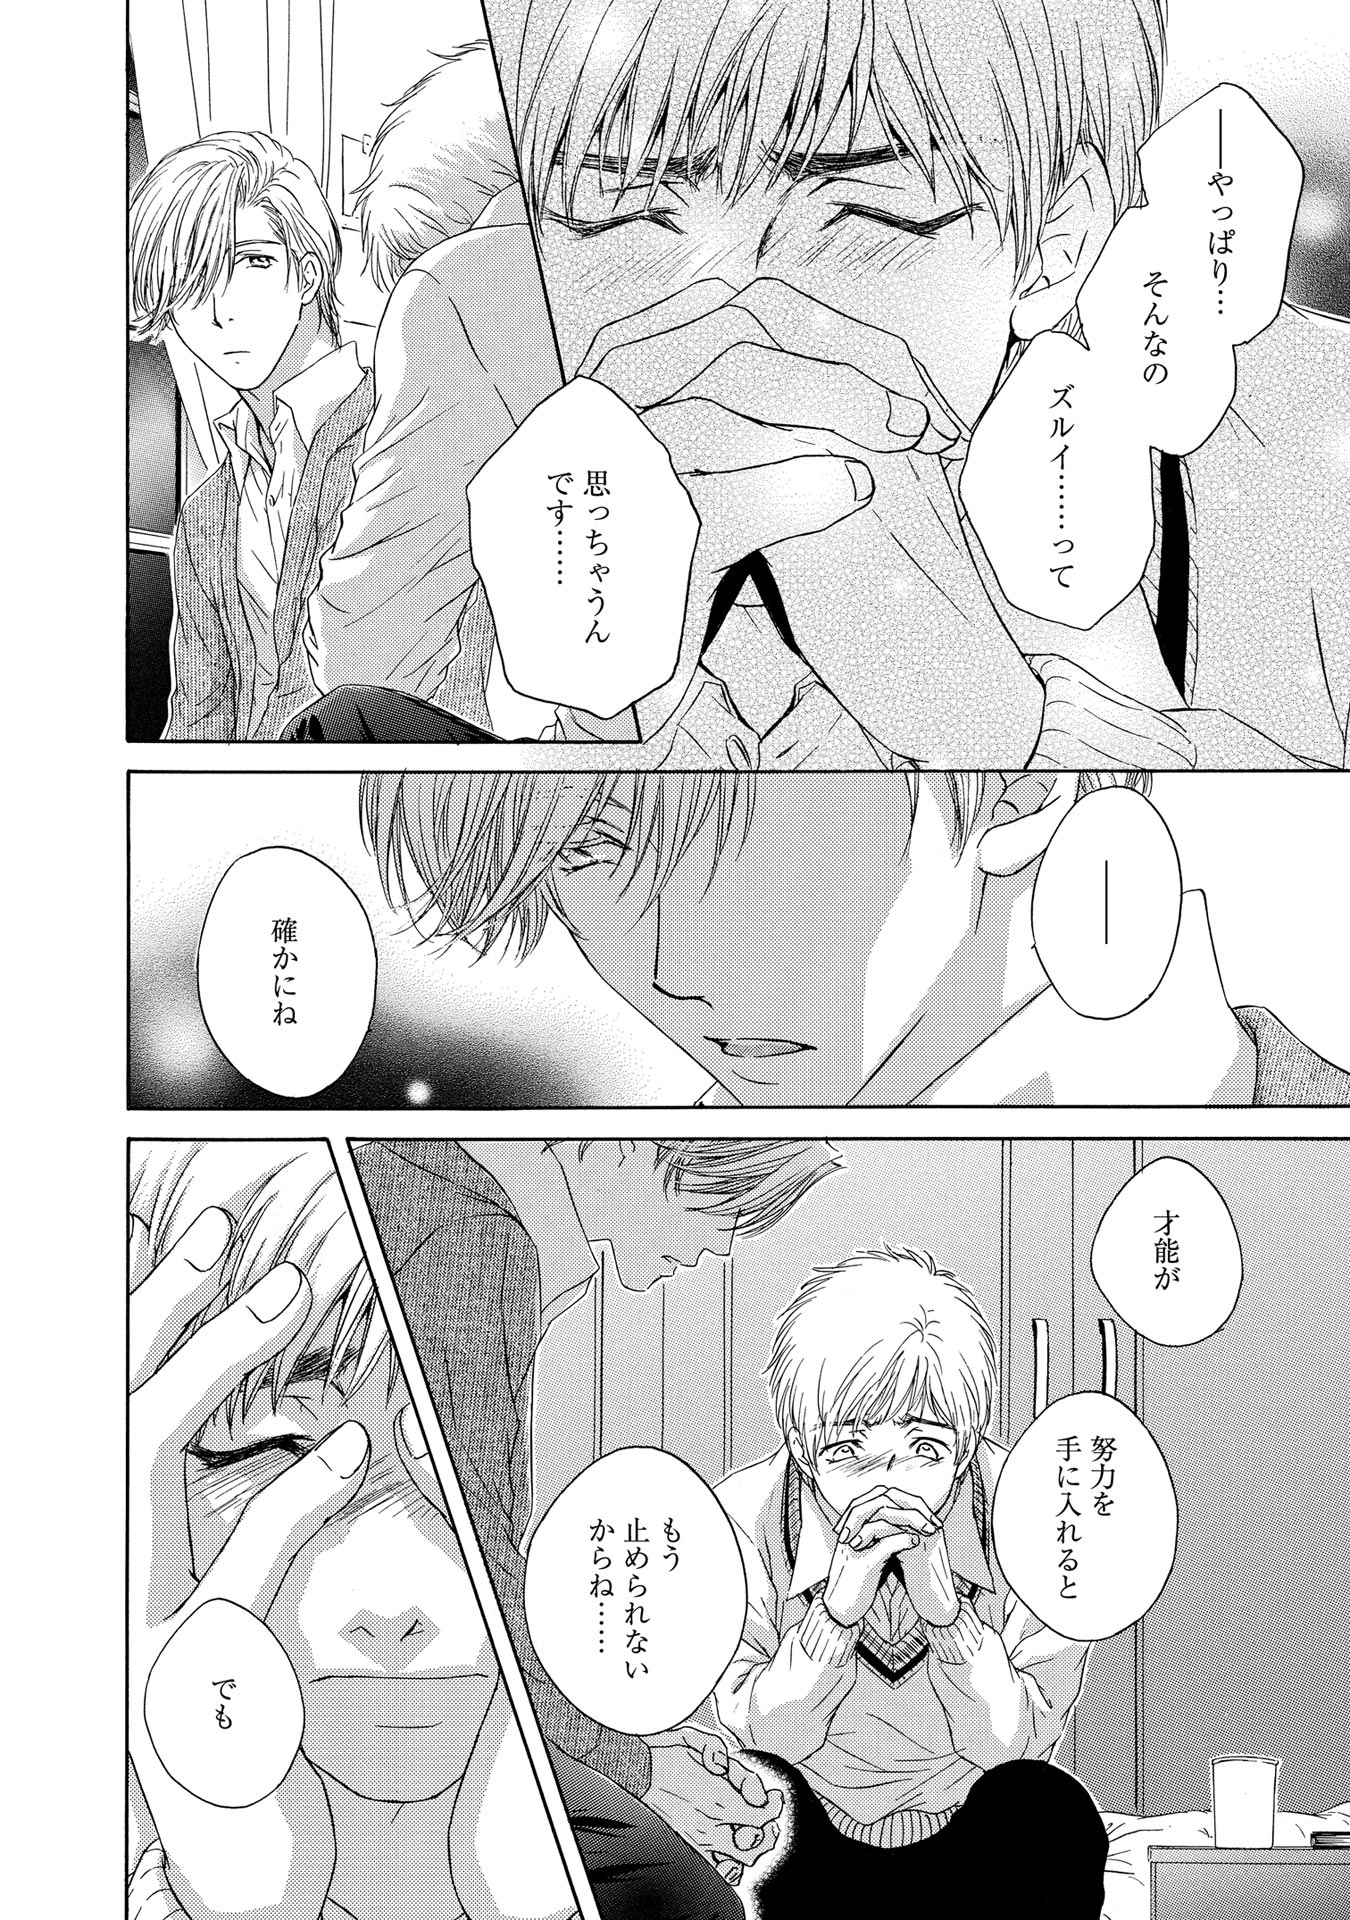 ──やっぱり…
そんなの
ズルイ……って
思っちゃうん
です……
──
確かにね
才能が
努力を
手に入れると
もう
止められない
からね……
でも